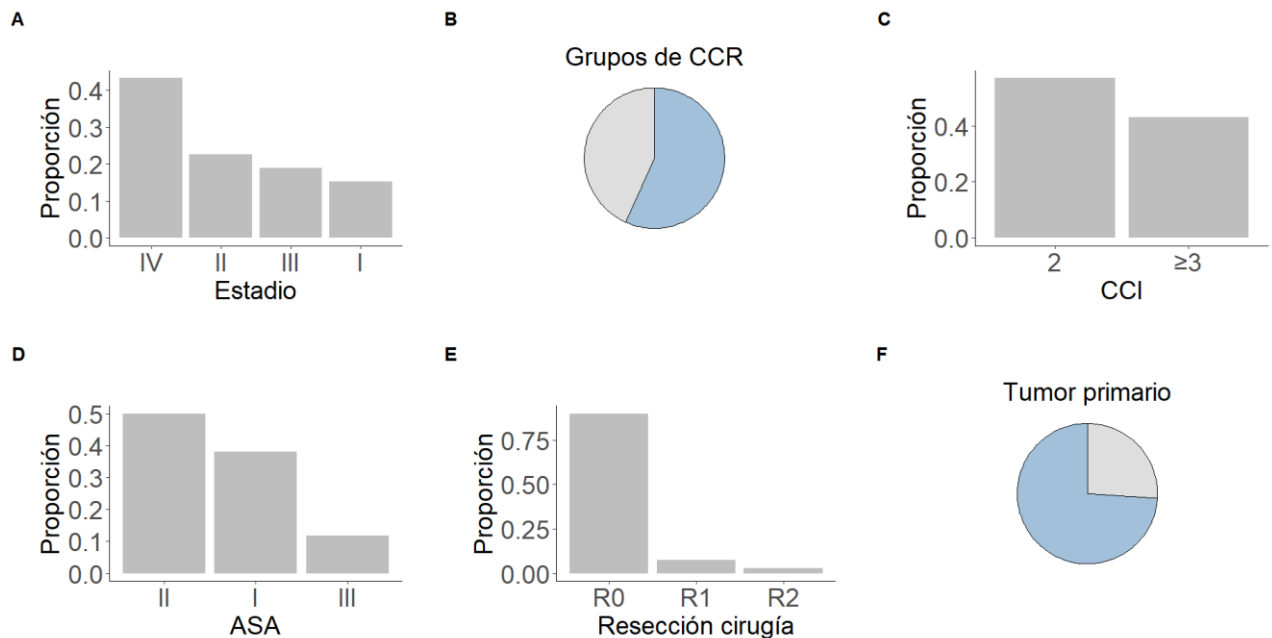 A
Proporción
0.4
0.3
0.2
0.1
0.0
IV II III I
Estadio
B
Grupos de CCR
C
Proporción
0.4
0.2
0.0
2 ≥3
CCI
D
Proporción
0.5
0.4
0.3
0.2
0.1
0.0
II I III
ASA
E
Proporción
0.75
0.50
0.25
0.00
R0 R1 R2
Resección cirugía
F
Tumor primario